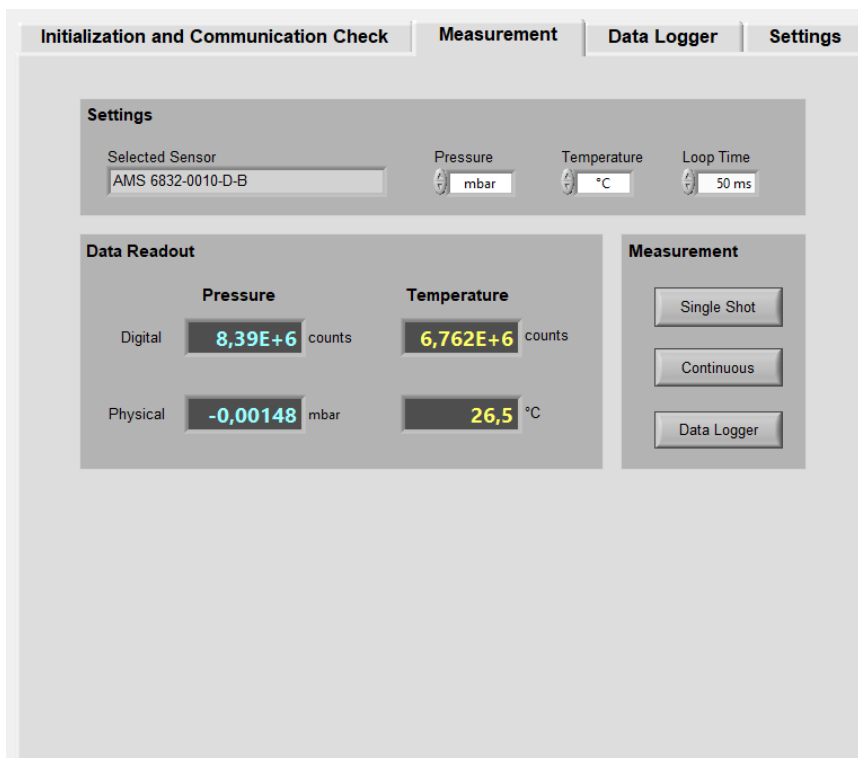 Initialization and Communication Check Measurement Data Logger Settings
Settings
Selected Sensor Pressure Temperature Loop Time
AMS 6832-0010-D-B mbar °C 50 ms
Data Readout
Pressure Temperature
Digital 8,39E+6 counts 6,762E+6 counts
Physical -0,00148 mbar 26,5 °C
Measurement
Single Shot
Continuous
Data Logger